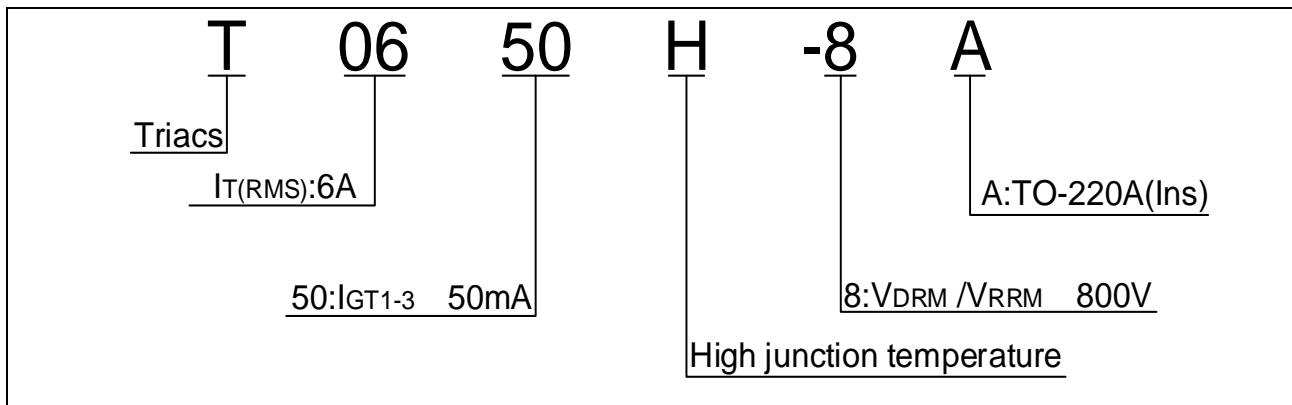 T 06 50 H -8 A
Triacs
IT(RMS):6A
A:TO-220A(Ins)
50:IGT1-3 50mA
8:VDRM /VRRM 800V
High junction temperature